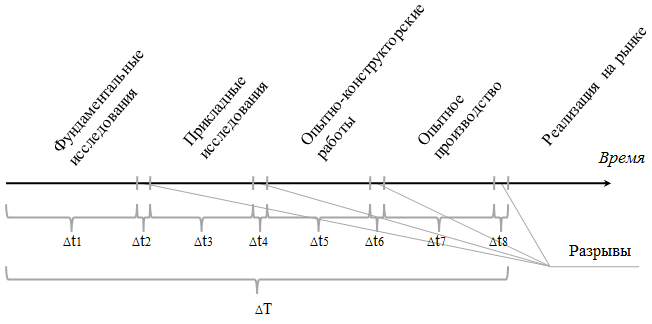 Фундаментальные
исследования
Прикладные
исследования
Опытно-конструкторские
работы
Опытное
производство
Реализация на рынке
Время
Δt1
Δt2
Δt3
Δt4
Δt5
Δt6
Δt7
Δt8
Разрывы
ΔT